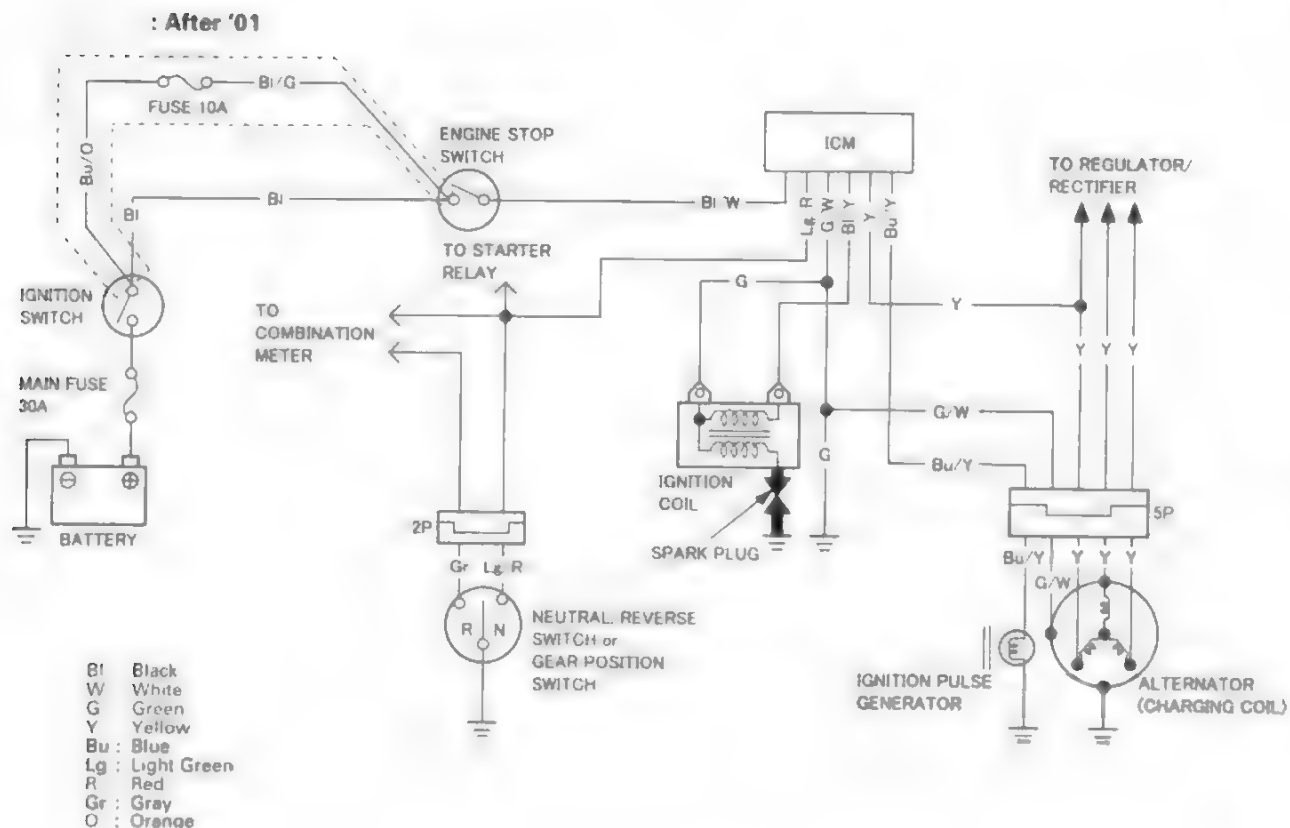 : After '01
Bl/G
FUSE 10A
Bu/O
Bl
Bl
ENGINE STOP
SWITCH
Bl W
ICM
TO REGULATOR/
RECTIFIER
Lg R
G W
Bl Y
Y
Bu Y
IGNITION
SWITCH
TO STARTER
RELAY
TO
COMBINATION
METER
G
Y
Y
Y
Y
MAIN FUSE
30A
G/W
G
Bu/Y
BATTERY
IGNITION
COIL
SPARK PLUG
2P
5P
Gr
Lg R
Bu/Y
G/W
Y
Y
Y
R N
NEUTRAL, REVERSE
SWITCH or
GEAR POSITION
SWITCH
IGNITION PULSE
GENERATOR
ALTERNATOR
(CHARGING COIL)
Bl Black
W White
G Green
Y Yellow
Bu : Blue
Lg : Light Green
R Red
Gr : Gray
O : Orange